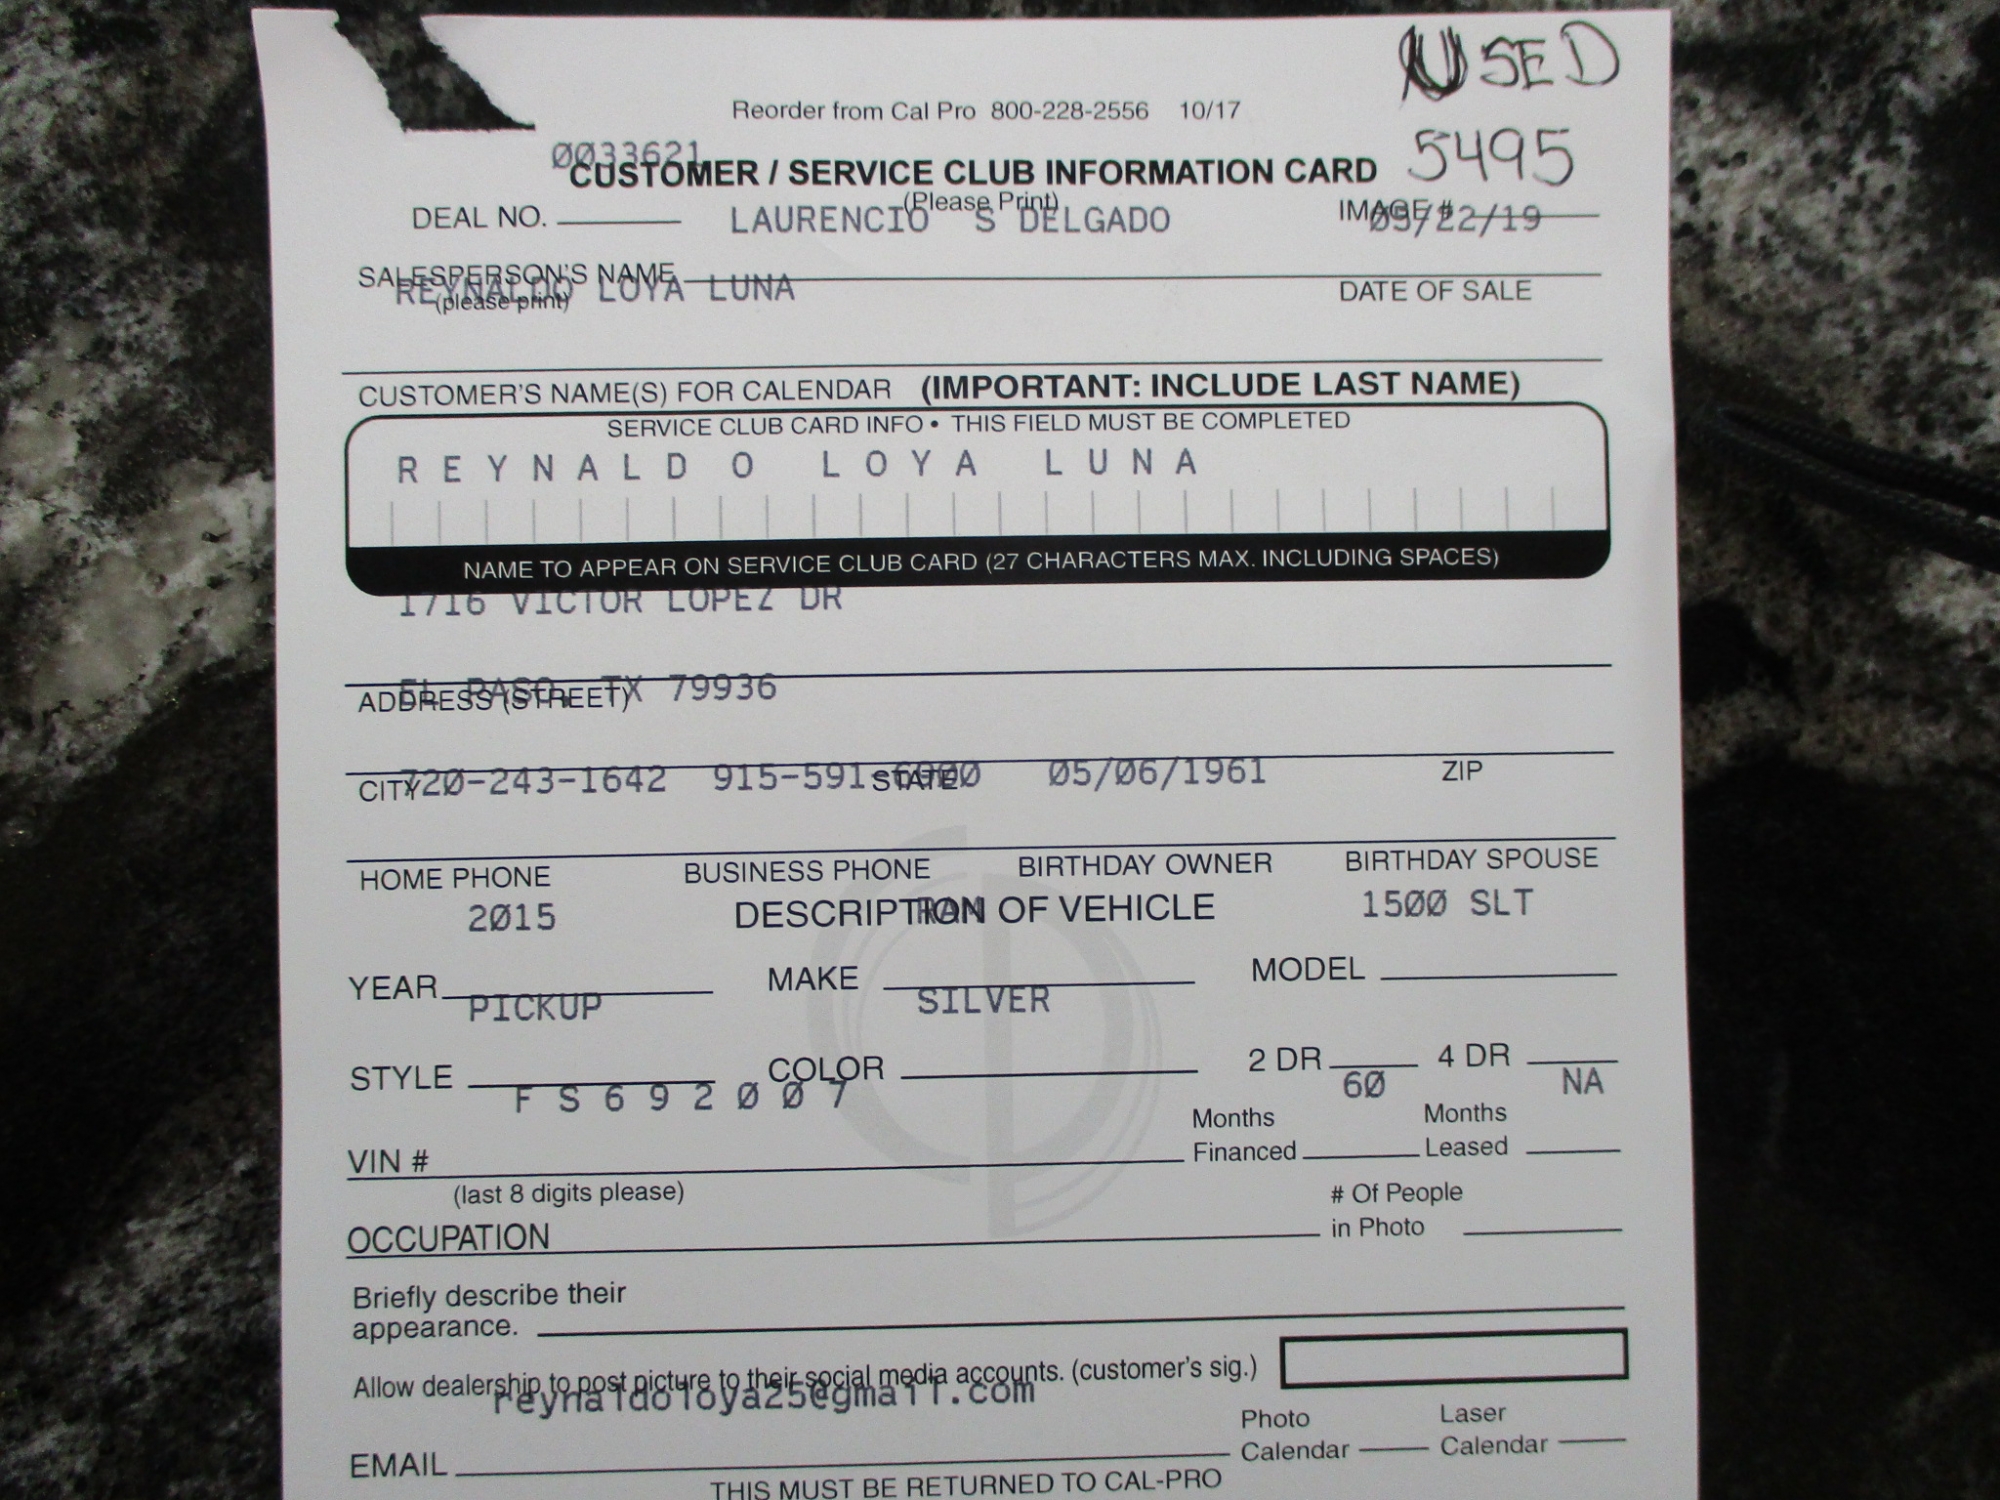 USED
Reorder from Cal Pro 800-228-2556 10/17
0033621
CUSTOMER / SERVICE CLUB INFORMATION CARD 5495
(Please Print)
DEAL NO. LAURENCIO S DELGADO IMAGE # 09/22/19
SALESPERSON'S NAME
REYNALDO LOYA LUNA
(please print) DATE OF SALE
CUSTOMER'S NAME(S) FOR CALENDAR (IMPORTANT: INCLUDE LAST NAME)
SERVICE CLUB CARD INFO • THIS FIELD MUST BE COMPLETED
REYNALDO LOYA LUNA
NAME TO APPEAR ON SERVICE CLUB CARD (27 CHARACTERS MAX. INCLUDING SPACES)
1716 VICTOR LOPEZ DR
EL PASO, TX 79936
ADDRESS (STREET)
720-243-1642 915-591-6900 05/06/1961
CITY STATE ZIP
HOME PHONE BUSINESS PHONE BIRTHDAY OWNER BIRTHDAY SPOUSE
2015 RAM 1500 SLT
DESCRIPTION OF VEHICLE
YEAR MAKE MODEL
PICKUP SILVER
STYLE COLOR 2 DR 4 DR
FS692007 60 NA
VIN # Months Financed Months Leased
(last 8 digits please)
OCCUPATION # Of People in Photo
Briefly describe their
appearance.
Allow dealership to post picture to their social media accounts. (customer's sig.)
reynaldoloya25@gmail.com
EMAIL Photo Calendar Laser Calendar
THIS MUST BE RETURNED TO CAL-PRO